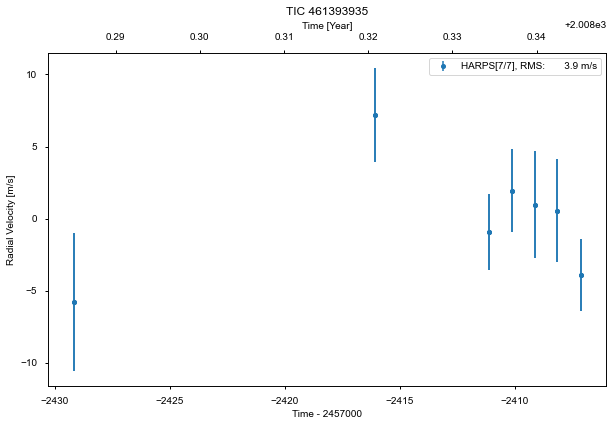 TIC 461393935
Time [Year]
+2.008e3
0.29 0.30 0.31 0.32 0.33 0.34
HARPS[7/7], RMS: 3.9 m/s
10
5
0
−5
−10
Radial Velocity [m/s]
−2430 −2425 −2420 −2415 −2410
Time - 2457000